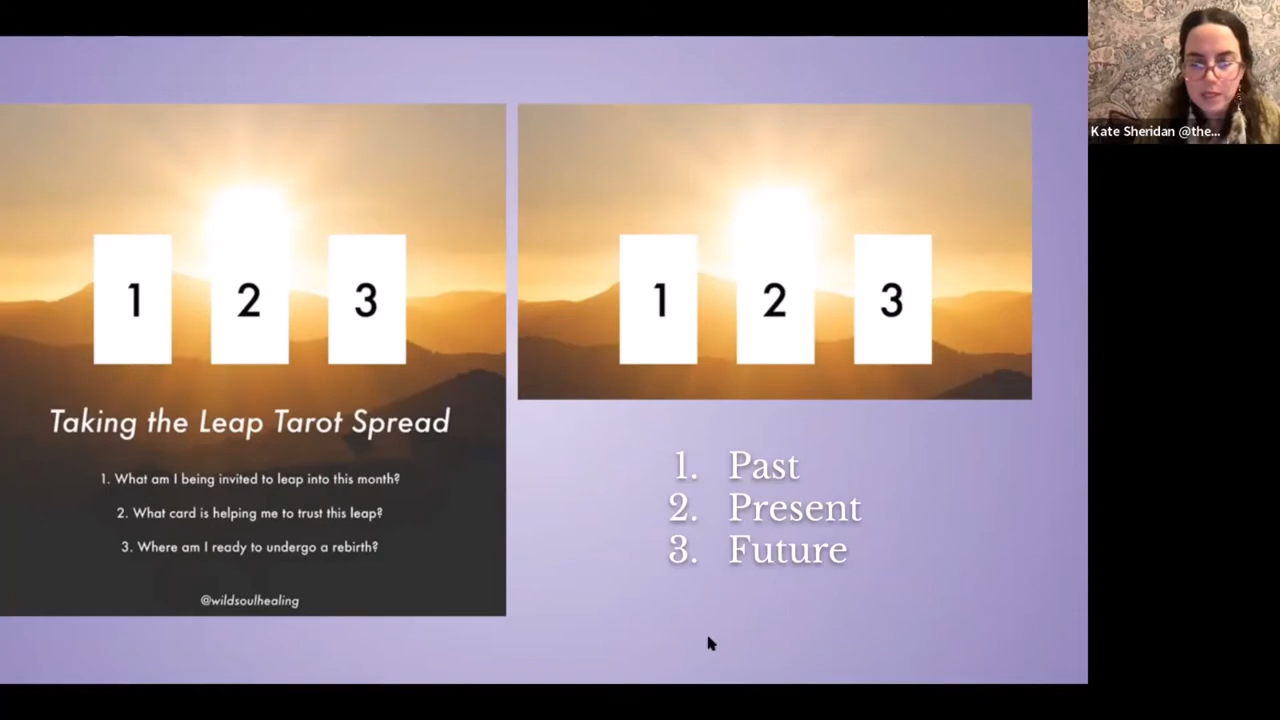 1
2
3
Taking the Leap Tarot Spread
1. What am I being invited to leap into this month?
2. What card is helping me to trust this leap?
3. Where am I ready to undergo a rebirth?
@wildsoulhealing
1
2
3
1. Past
2. Present
3. Future
Kate Sheridan @the...